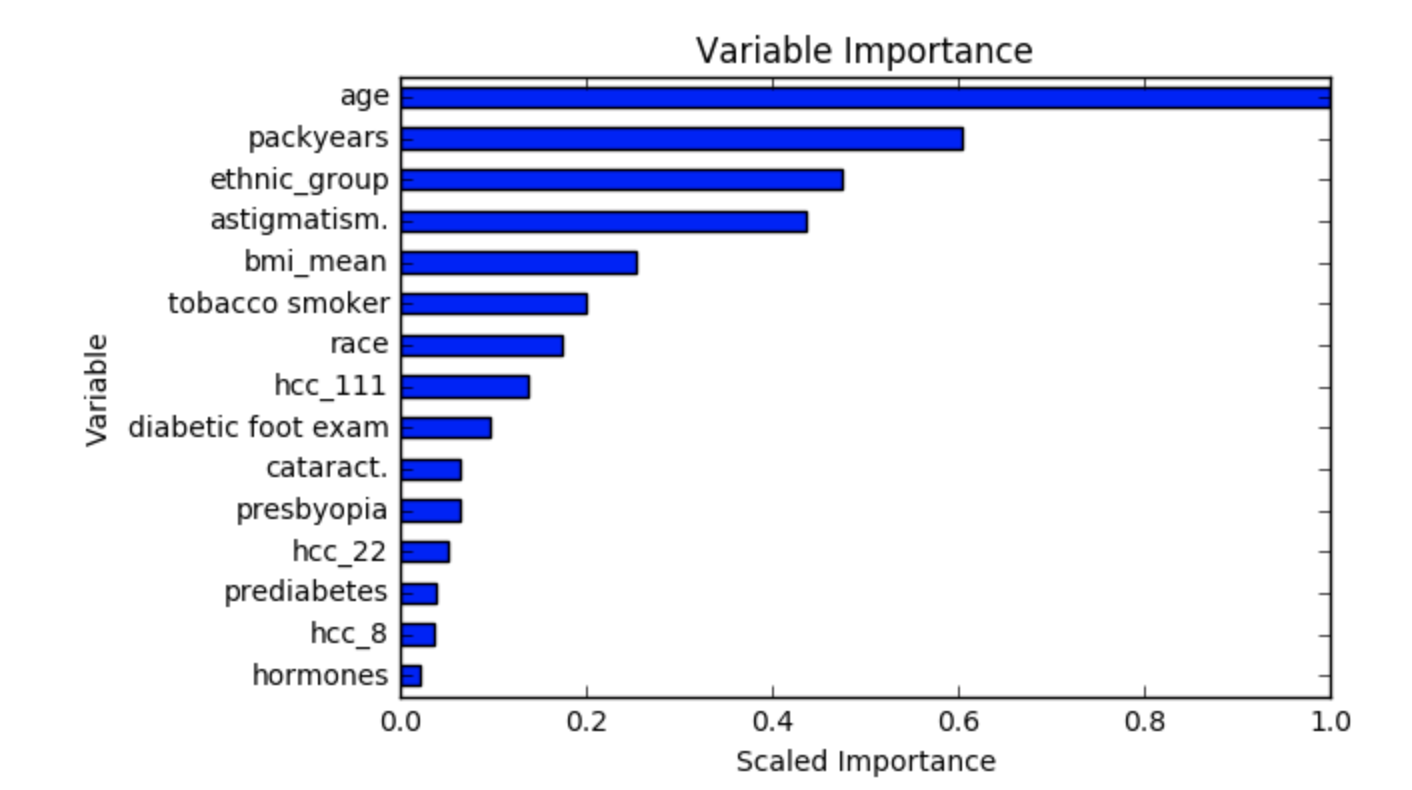 Variable Importance
age
packyears
ethnic_group
astigmatism.
bmi_mean
tobacco smoker
race
hcc_111
diabetic foot exam
cataract.
presbyopia
hcc_22
prediabetes
hcc_8
hormones
Variable
0.0 0.2 0.4 0.6 0.8 1.0
Scaled Importance